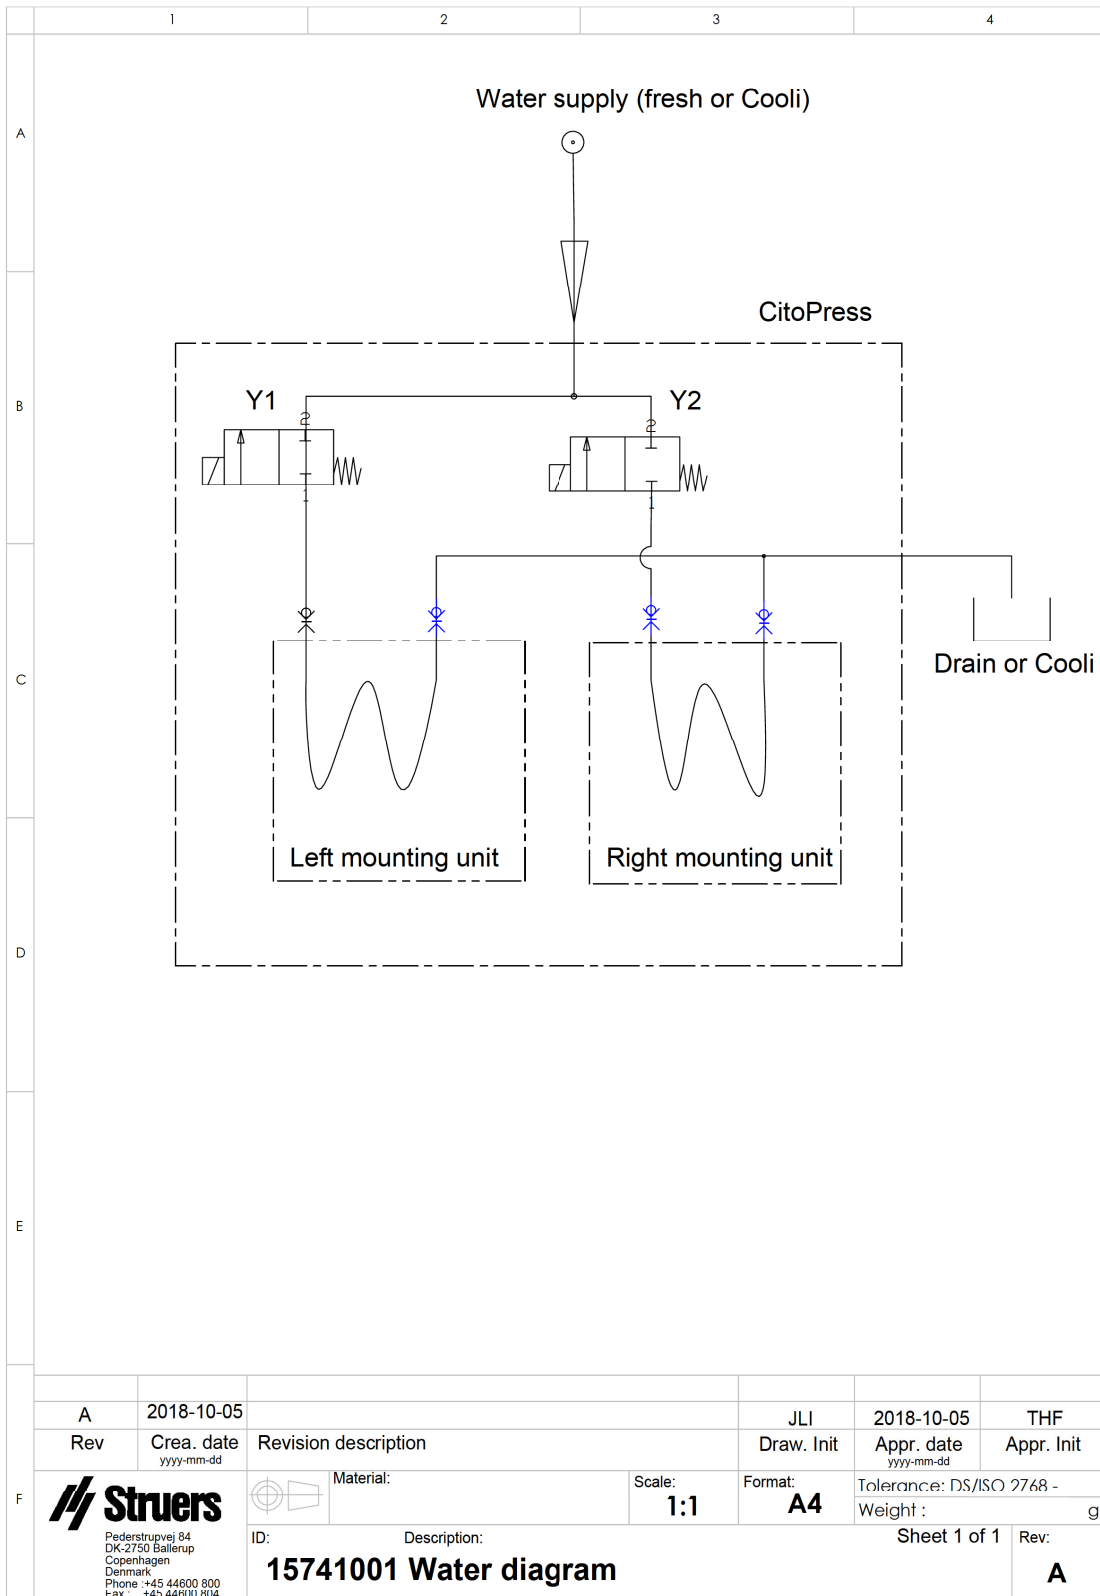 1 2 3 4
Water supply (fresh or Cooli)
A
CitoPress
B
Y1 Y2
2 2
1 1
C
Drain or Cooli
Left mounting unit Right mounting unit
D
E
A 2018-10-05 JLI 2018-10-05 THF
Rev Crea. date Revision description Draw. Init Appr. date Appr. Init
yyyy-mm-dd yyyy-mm-dd
F
Struers
Material: Scale: Format: Tolerance: DS/ISO 2768 -
1:1 A4 Weight : g
Pederstrupvej 84
DK-2750 Ballerup
Copenhagen
Denmark
Phone :+45 44600 800
Fax : +45 44600 804
ID: Description: Sheet 1 of 1 Rev:
15741001 Water diagram A